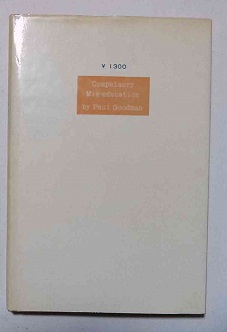 V 1300
Compulsory
Mis-education
by Paul Goodman